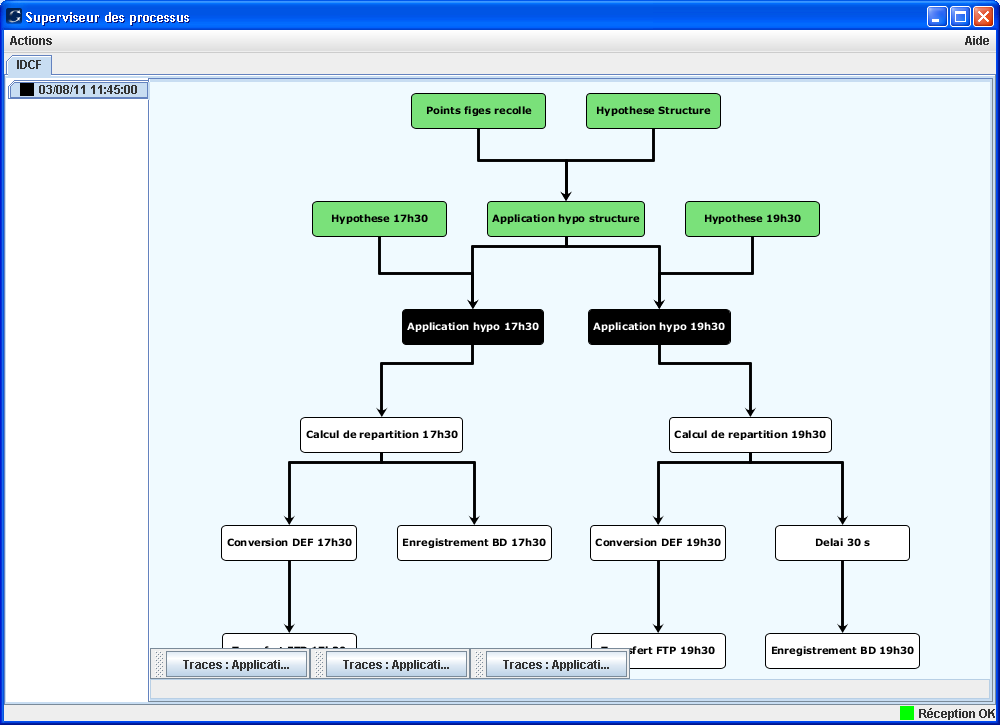 Superviseur des processus
Actions
Aide
IDCF
03/08/11 11:45:00
Points figes recolle
Hypothese Structure
Hypothese 17h30
Application hypo structure
Hypothese 19h30
Application hypo 17h30
Application hypo 19h30
Calcul de repartition 17h30
Calcul de repartition 19h30
Conversion DEF 17h30
Enregistrement BD 17h30
Conversion DEF 19h30
Delai 30 s
FTP 19h30
Enregistrement BD 19h30
Traces : Applicati...
Traces : Applicati...
Traces : Applicati...
Réception OK